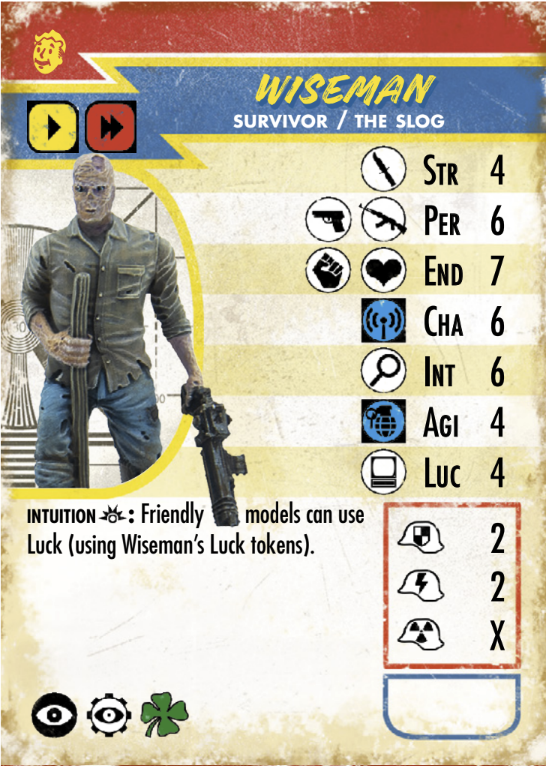 WISEMAN
SURVIVOR / THE SLOG
STR 4
PER 6
END 7
CHA 6
INT 6
AGI 4
LUC 4
INTUITION : Friendly models can use
Luck (using Wiseman's Luck tokens).
2
2
X